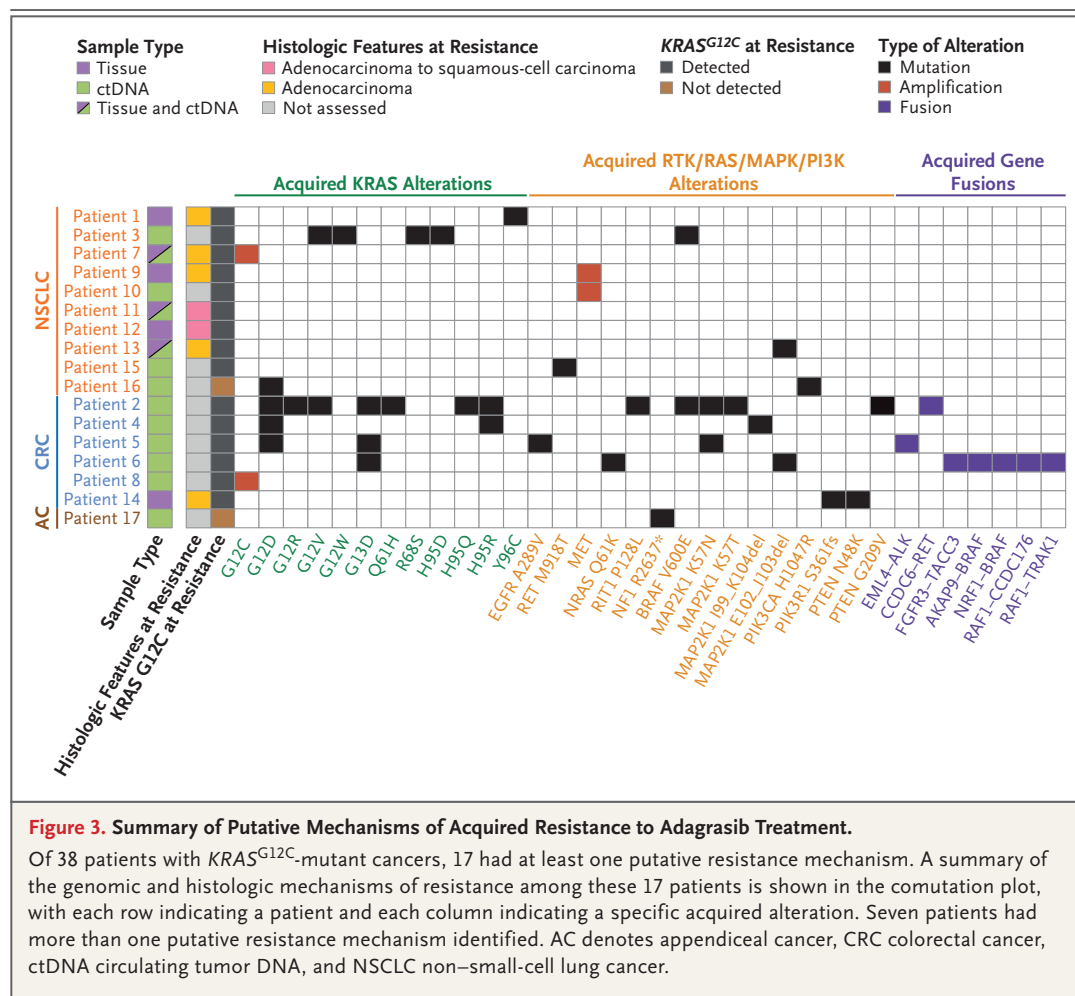 Sample Type
Tissue
ctDNA
Tissue and ctDNA
Histologic Features at Resistance
Adenocarcinoma to squamous-cell carcinoma
Adenocarcinoma
Not assessed
KRASG12C at Resistance
Detected
Not detected
Type of Alteration
Mutation
Amplification
Fusion
Acquired KRAS Alterations
Acquired RTK/RAS/MAPK/PI3K
Alterations
Acquired Gene
Fusions
NSCLC
Patient 1
Patient 3
Patient 7
Patient 9
Patient 10
Patient 11
Patient 12
Patient 13
Patient 15
Patient 16
CRC
Patient 2
Patient 4
Patient 5
Patient 6
Patient 8
Patient 14
AC
Patient 17
Sample Type
Histologic Features at Resistance
KRAS G12C at Resistance
G12C
G12D
G12R
G12V
G12W
G13D
Q61H
R68S
H95D
H95Q
H95R
Y96C
EGFR A289V
RET M918T
MET
NRAS Q61K
RIT1 P128L
NF1 R2637*
BRAF V600E
MAP2K1 K57N
MAP2K1 K57T
MAP2K1 I99_K104del
MAP2K1 E102_I103del
PIK3CA H1047R
PIK3R1 S361fs
PTEN N48K
PTEN G209V
EML4–ALK
CCDC6–RET
FGFR3–TACC3
AKAP9–BRAF
NRF1–BRAF
RAF1–CCDC176
RAF1–TRAK1
Figure 3. Summary of Putative Mechanisms of Acquired Resistance to Adagrasib Treatment.
Of 38 patients with KRASG12C-mutant cancers, 17 had at least one putative resistance mechanism. A summary of
the genomic and histologic mechanisms of resistance among these 17 patients is shown in the comutation plot,
with each row indicating a patient and each column indicating a specific acquired alteration. Seven patients had
more than one putative resistance mechanism identified. AC denotes appendiceal cancer, CRC colorectal cancer,
ctDNA circulating tumor DNA, and NSCLC non–small-cell lung cancer.